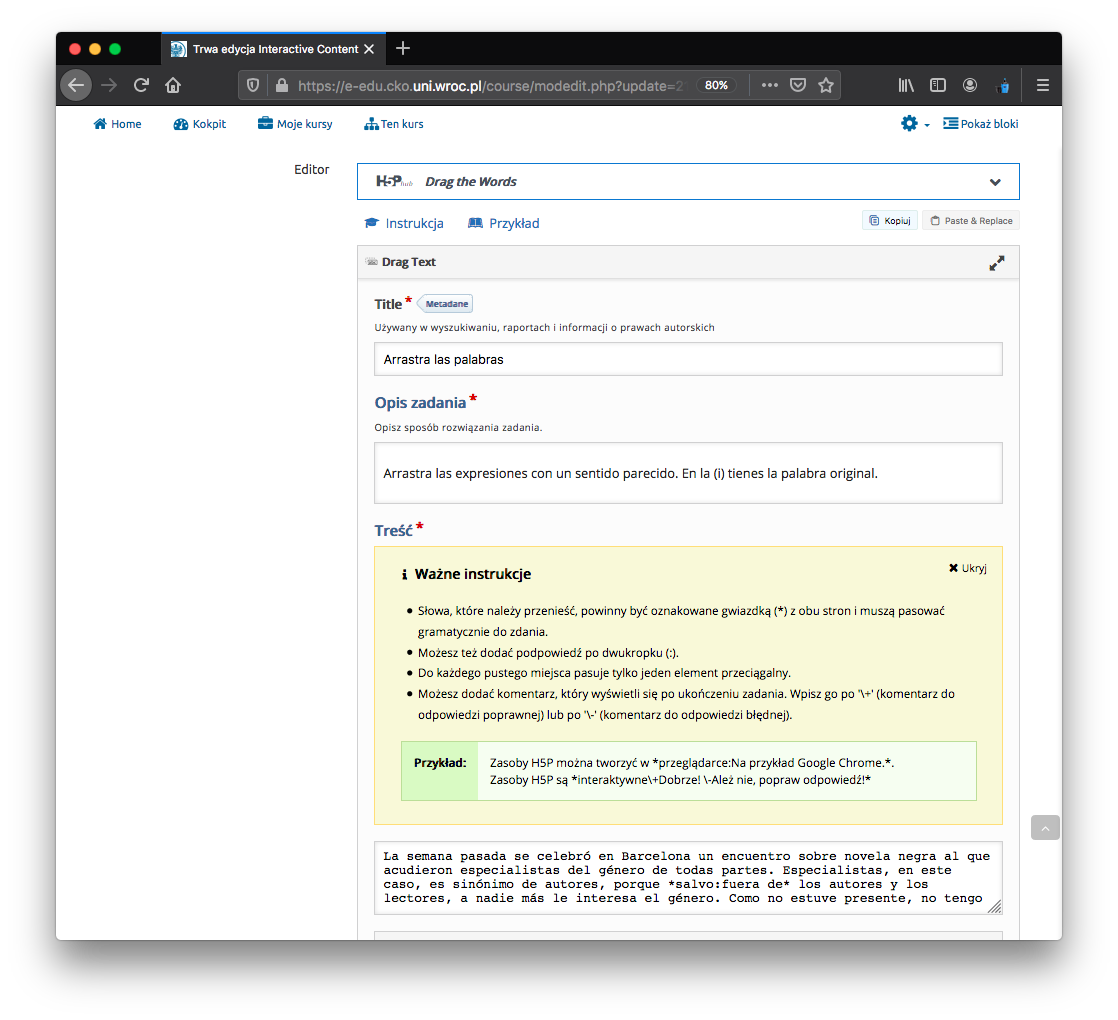 Trwa edycja Interactive Content
https://e-edu.cko.uni.wroc.pl/course/modedit.php?update=2 80%
Home Kokpit Moje kursy Ten kurs Pokaż bloki
Editor
H5P hub Drag the Words
Instrukcja Przykład Kopiuj Paste & Replace
Drag Text
Title * Metadane
Używany w wyszukiwaniu, raportach i informacji o prawach autorskich
Arrastra las palabras
Opis zadania *
Opisz sposób rozwiązania zadania.
Arrastra las expresiones con un sentido parecido. En la (i) tienes la palabra original.
Treść *
Ważne instrukcje Ukryj
Słowa, które należy przenieść, powinny być oznakowane gwiazdką (*) z obu stron i muszą pasować
gramatycznie do zdania.
Możesz też dodać podpowiedź po dwukropku (:).
Do każdego pustego miejsca pasuje tylko jeden element przeciągalny.
Możesz dodać komentarz, który wyświetli się po ukończeniu zadania. Wpisz go po '\+' (komentarz do
odpowiedzi poprawnej) lub po '\-' (komentarz do odpowiedzi błędnej).
Przykład: Zasoby H5P można tworzyć w *przeglądarce:Na przykład Google Chrome.*.
Zasoby H5P są *interaktywne\+Dobrze! \-Ależ nie, popraw odpowiedź!*
La semana pasada se celebró en Barcelona un encuentro sobre novela negra al que
acudieron especialistas del género de todas partes. Especialistas, en este
caso, es sinónimo de autores, porque *salvo:fuera de* los autores y los
lectores, a nadie más le interesa el género. Como no estuve presente, no tengo